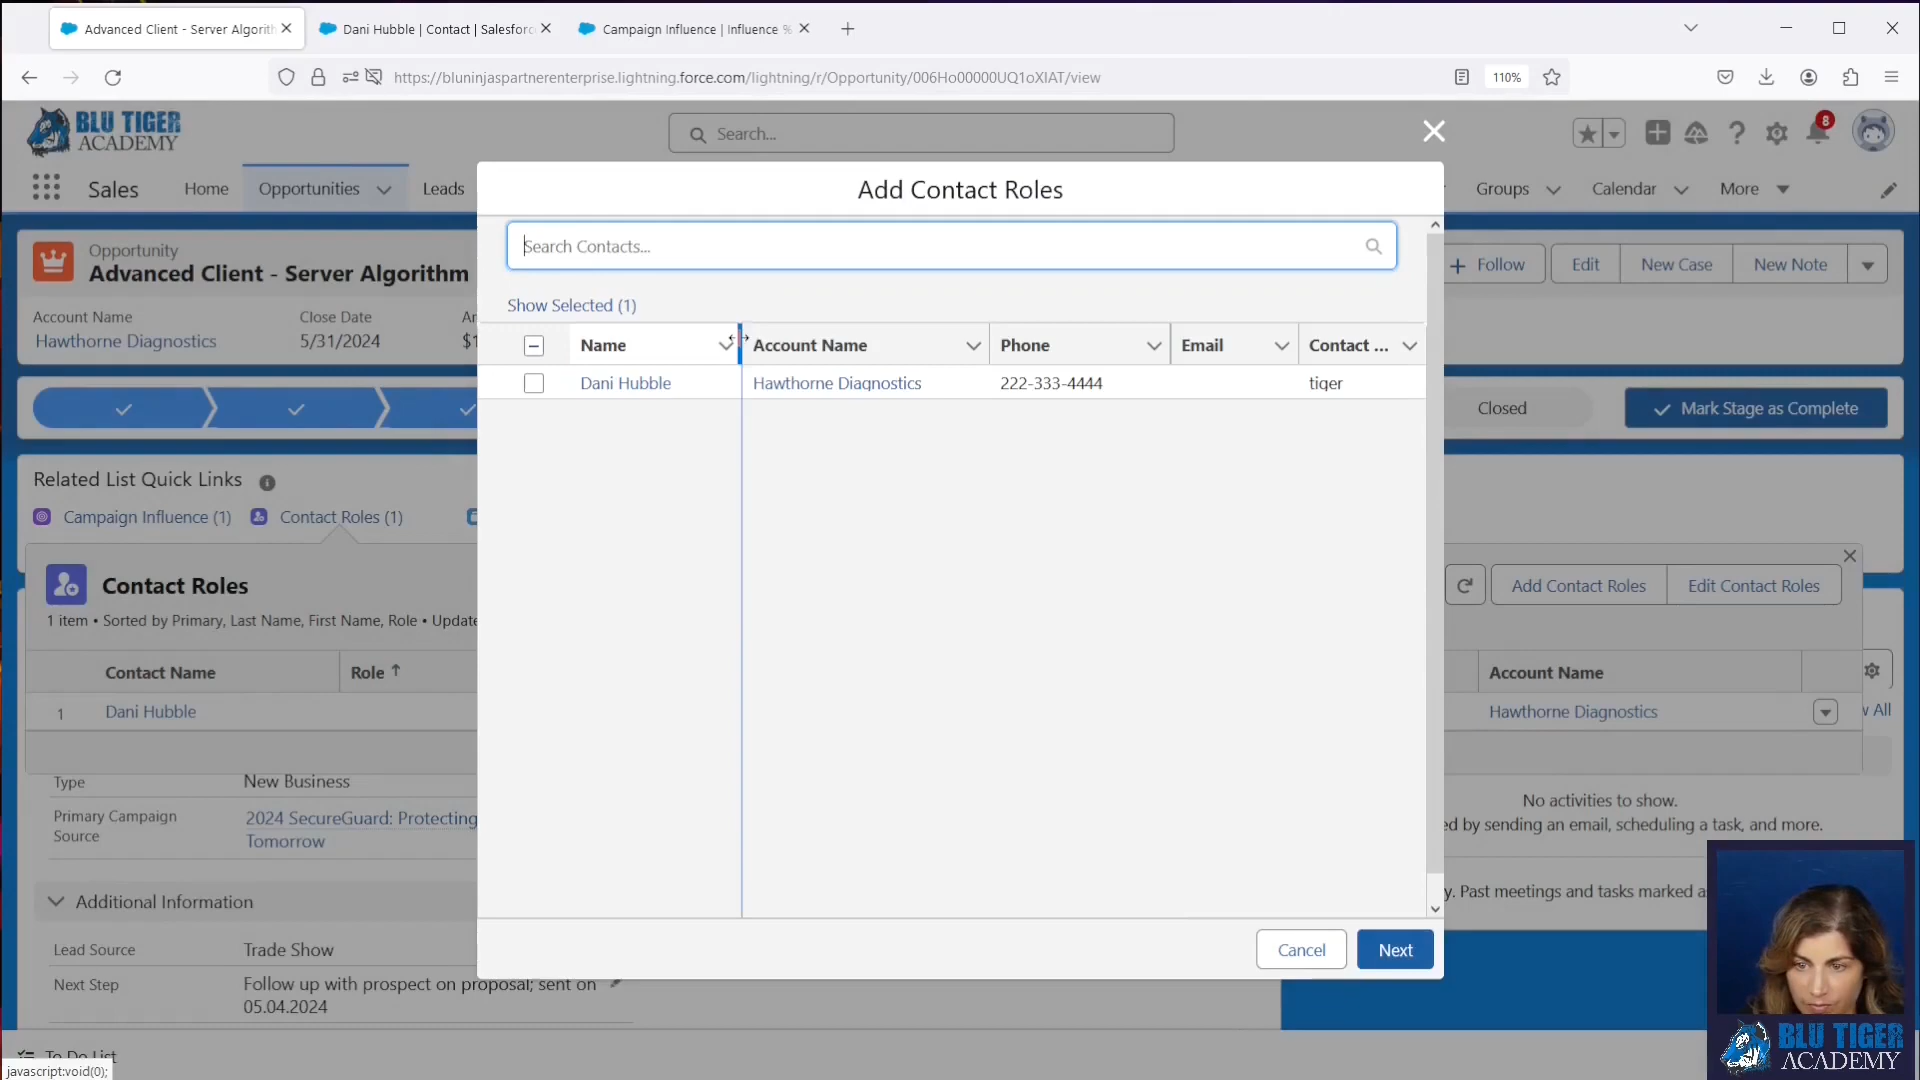 Advanced Client - Server Algorith
Dani Hubble | Contact | Salesforc
Campaign Influence | Influence %
https://bluninjaspartnerenterprise.lightning.force.com/lightning/r/Opportunity/006Ho00000UQ1oXIAT/view
110%
BLU TIGER
ACADEMY
Search...
8
Sales
Home
Opportunities
Leads
Groups
Calendar
More
Add Contact Roles
Search Contacts...
Show Selected (1)
Name
Account Name
Phone
Email
Contact ...
Dani Hubble
Hawthorne Diagnostics
222-333-4444
tiger
Cancel
Next
Opportunity
Advanced Client - Server Algorithm
Follow
Edit
New Case
New Note
Account Name
Close Date
Hawthorne Diagnostics
5/31/2024
Closed
Mark Stage as Complete
Related List Quick Links
Campaign Influence (1)
Contact Roles (1)
Contact Roles
1 item • Sorted by Primary, Last Name, First Name, Role • Update
Add Contact Roles
Edit Contact Roles
Contact Name
Role
Account Name
1
Dani Hubble
Hawthorne Diagnostics
All
Type
New Business
Primary Campaign
Source
2024 SecureGuard: Protecting
Tomorrow
No activities to show.
ed by sending an email, scheduling a task, and more.
y. Past meetings and tasks marked as
Additional Information
Lead Source
Trade Show
Next Step
Follow up with prospect on proposal; sent on
05.04.2024
To Do List
javascript:void(0);
BLU TIGER
ACADEMY